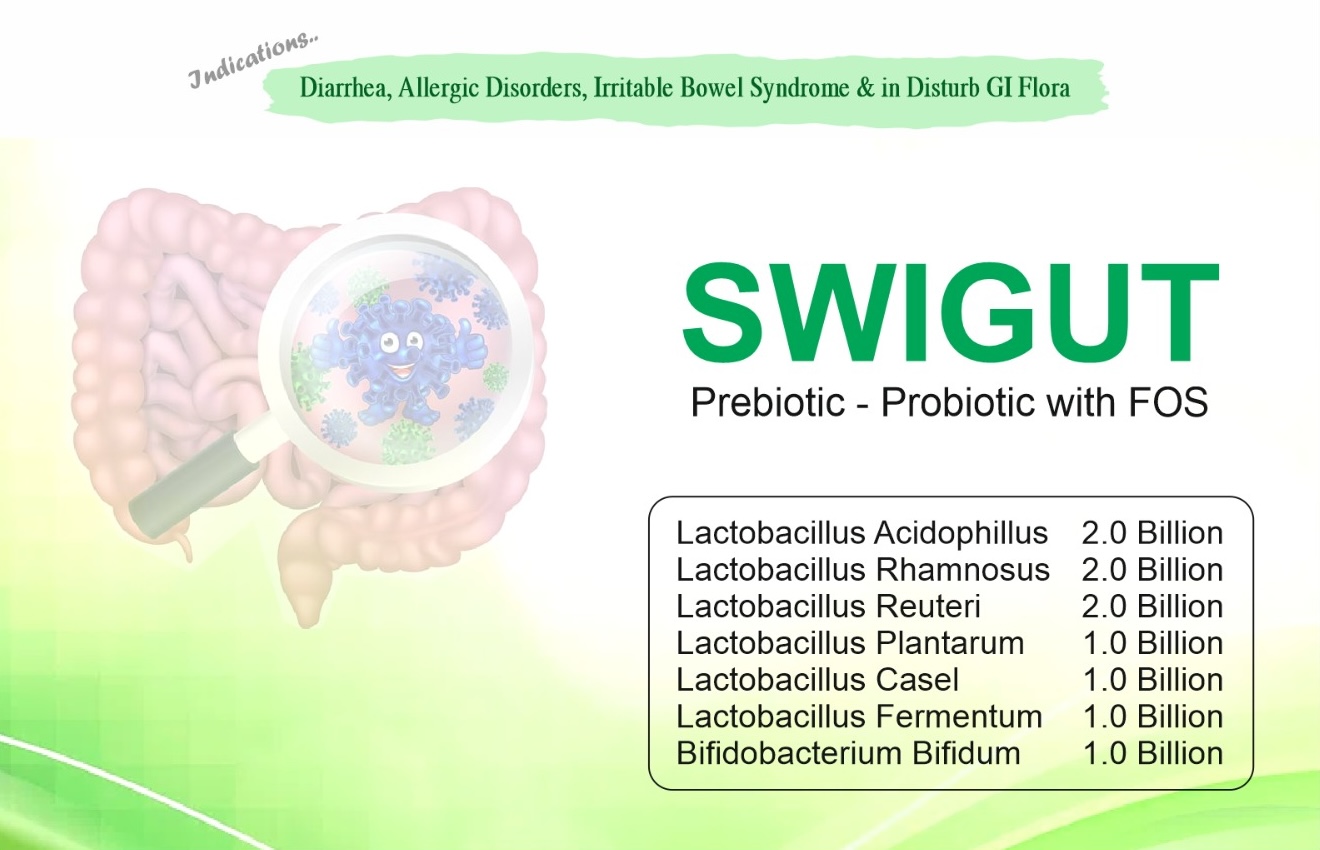 Indications..
Diarrhea, Allergic Disorders, Irritable Bowel Syndrome & in Disturb GI Flora
SWIGUT
Prebiotic - Probiotic with FOS
Lactobacillus Acidophillus 2.0 Billion
Lactobacillus Rhamnosus 2.0 Billion
Lactobacillus Reuteri 2.0 Billion
Lactobacillus Plantarum 1.0 Billion
Lactobacillus Casel 1.0 Billion
Lactobacillus Fermentum 1.0 Billion
Bifidobacterium Bifidum 1.0 Billion